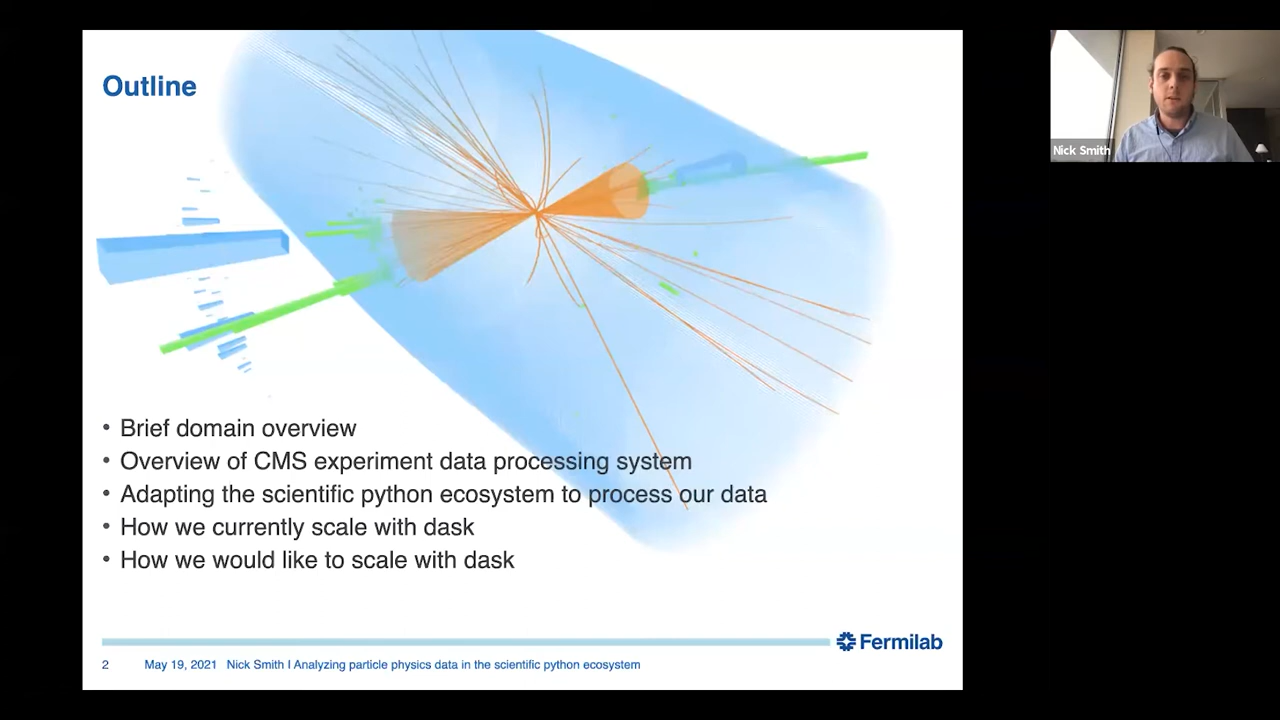 Outline
Nick Smith
• Brief domain overview
• Overview of CMS experiment data processing system
• Adapting the scientific python ecosystem to process our data
• How we currently scale with dask
• How we would like to scale with dask
Fermilab
2 May 19, 2021 Nick Smith I Analyzing particle physics data in the scientific python ecosystem